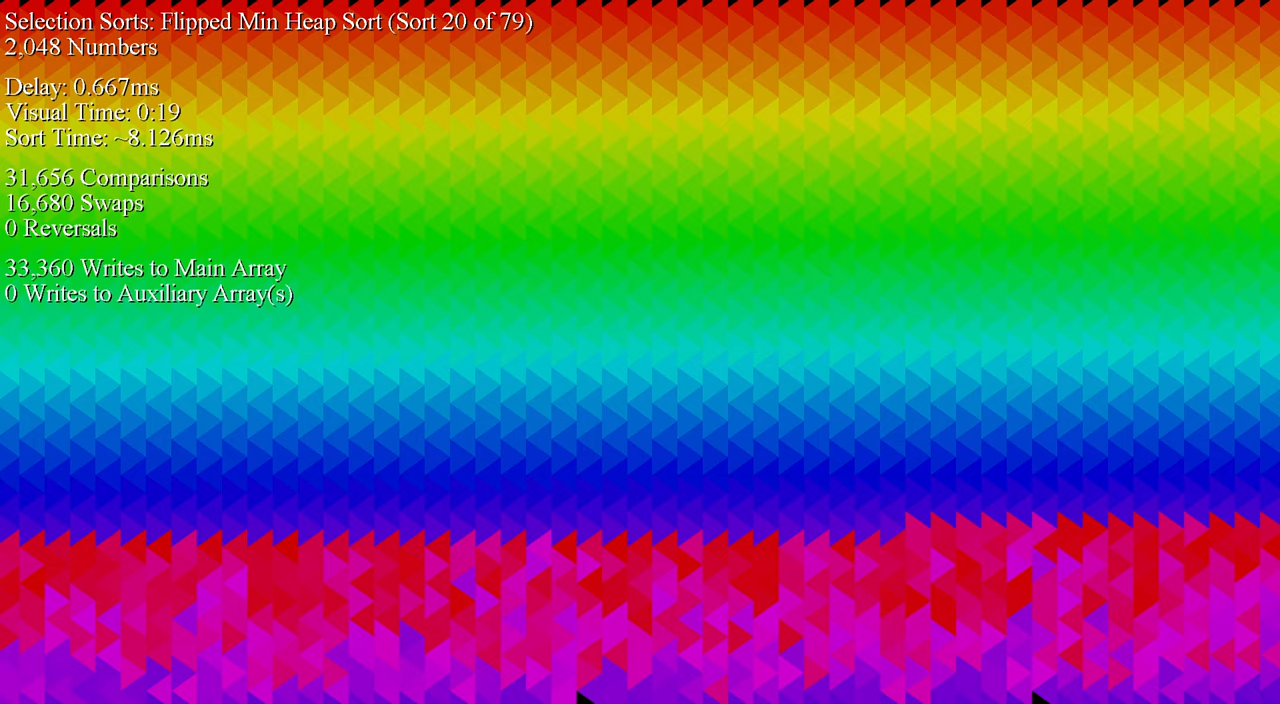 Selection Sorts: Flipped Min Heap Sort (Sort 20 of 79)
2,048 Numbers
Delay: 0.667ms
Visual Time: 0:19
Sort Time: ~8.126ms
31,656 Comparisons
16,680 Swaps
0 Reversals
33,360 Writes to Main Array
0 Writes to Auxiliary Array(s)